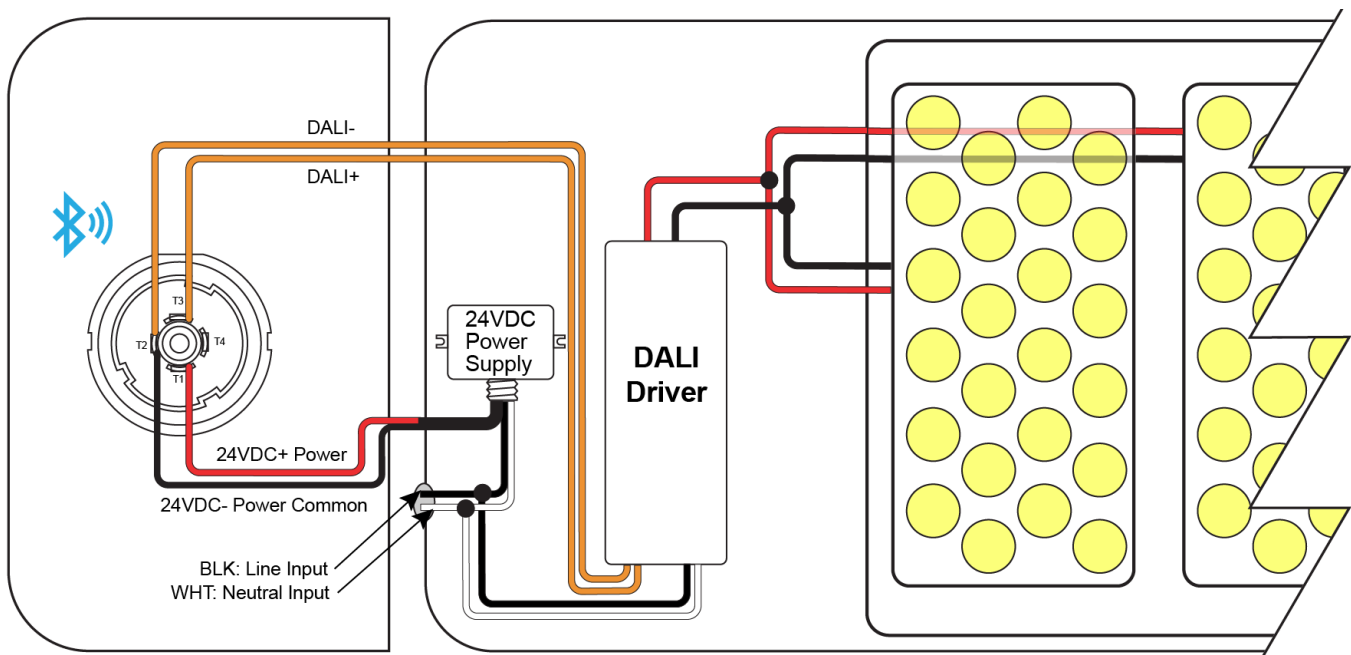 DALI-
DALI+
T3
T2
T4
T1
24VDC
Power
Supply
DALI
Driver
24VDC+ Power
24VDC- Power Common
BLK: Line Input
WHT: Neutral Input